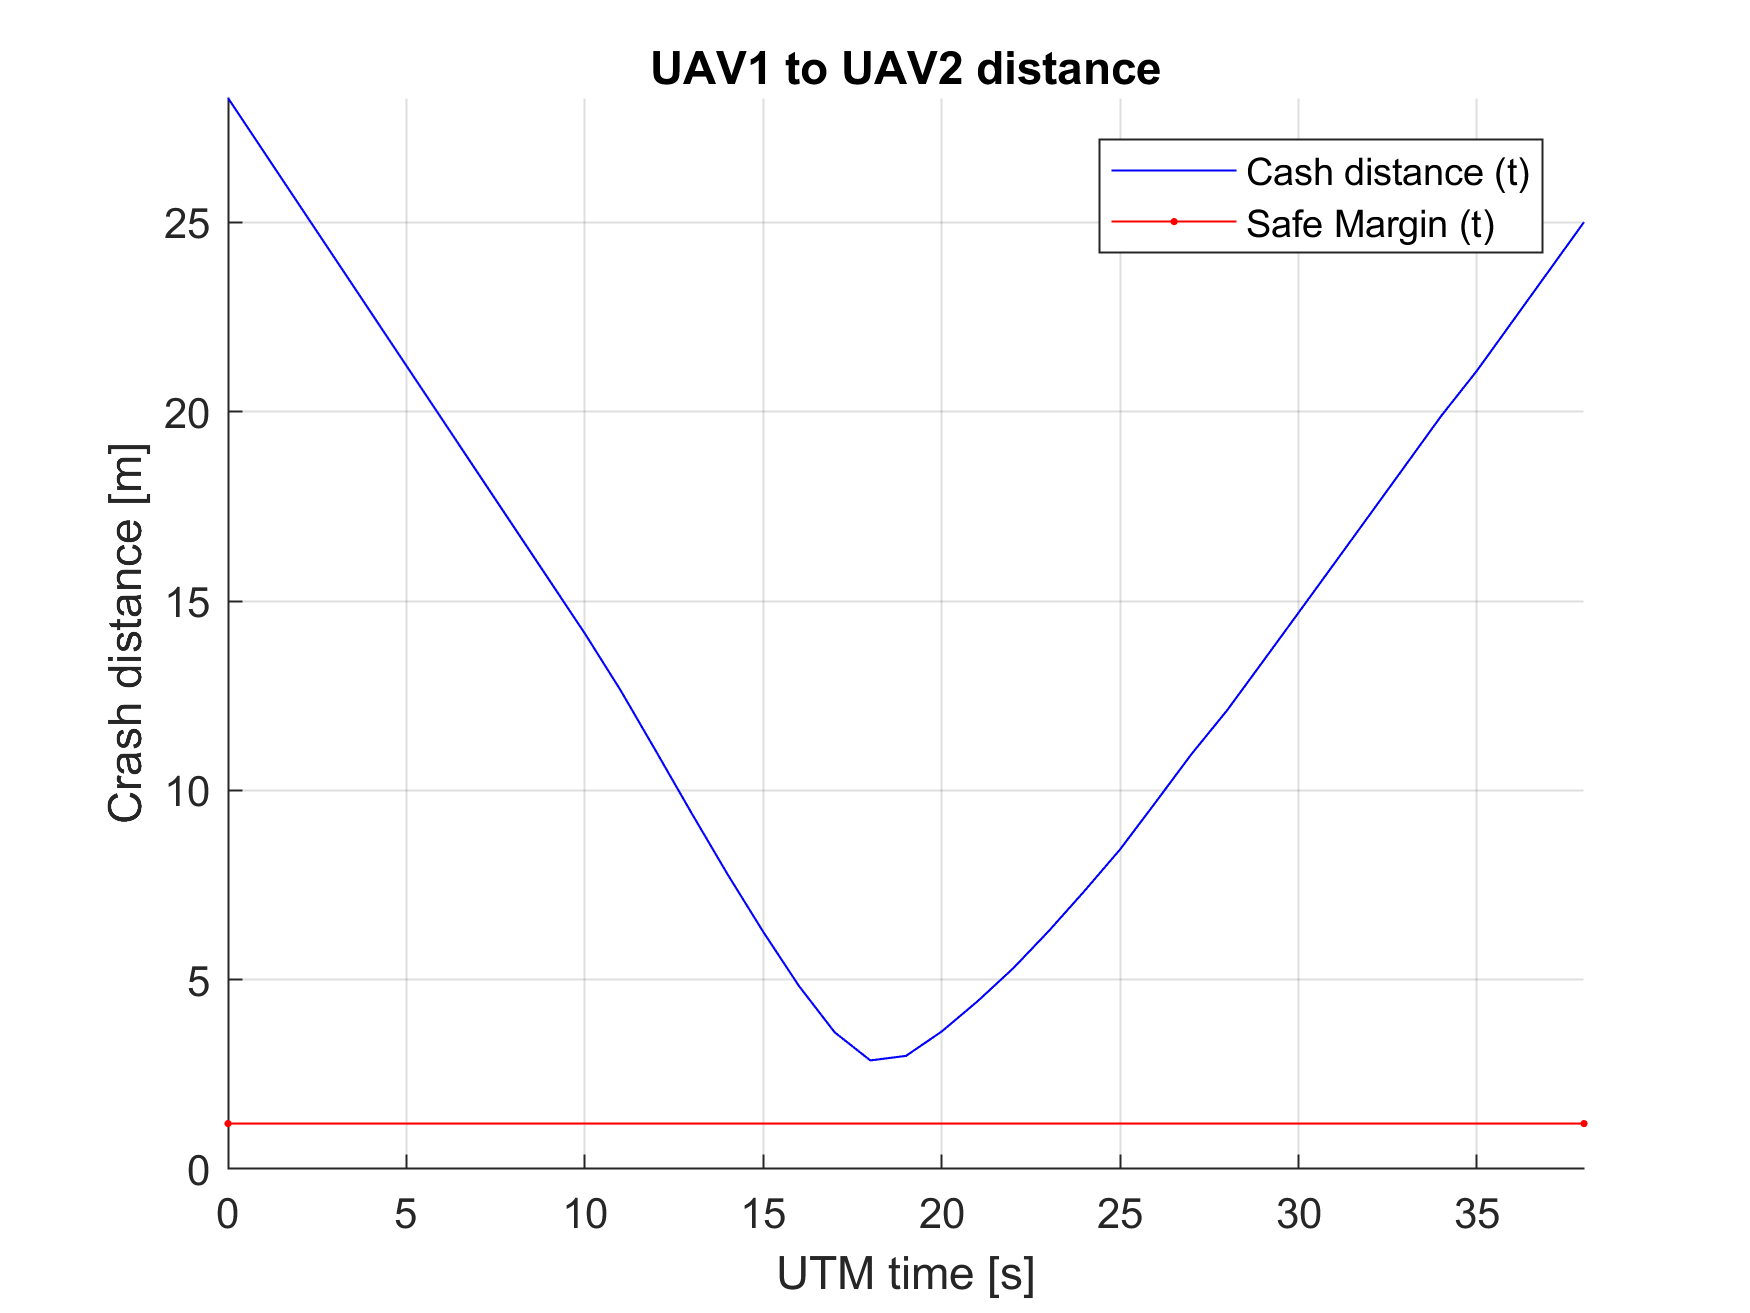 UAV1 to UAV2 distance
Cash distance (t)
Safe Margin (t)
Crash distance [m]
25
20
15
10
5
0
0 5 10 15 20 25 30 35
UTM time [s]